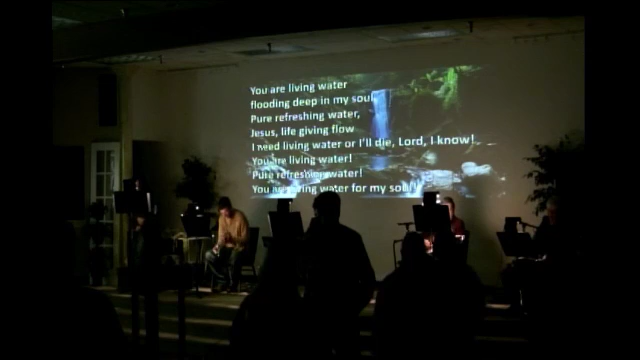 You are living water
flooding deep in my soul,
Pure refreshing water,
Jesus, life giving flow
I need living water or I'll die, Lord, I know!
You are living water!
Pure refreshing water!
You are living water for my soul!